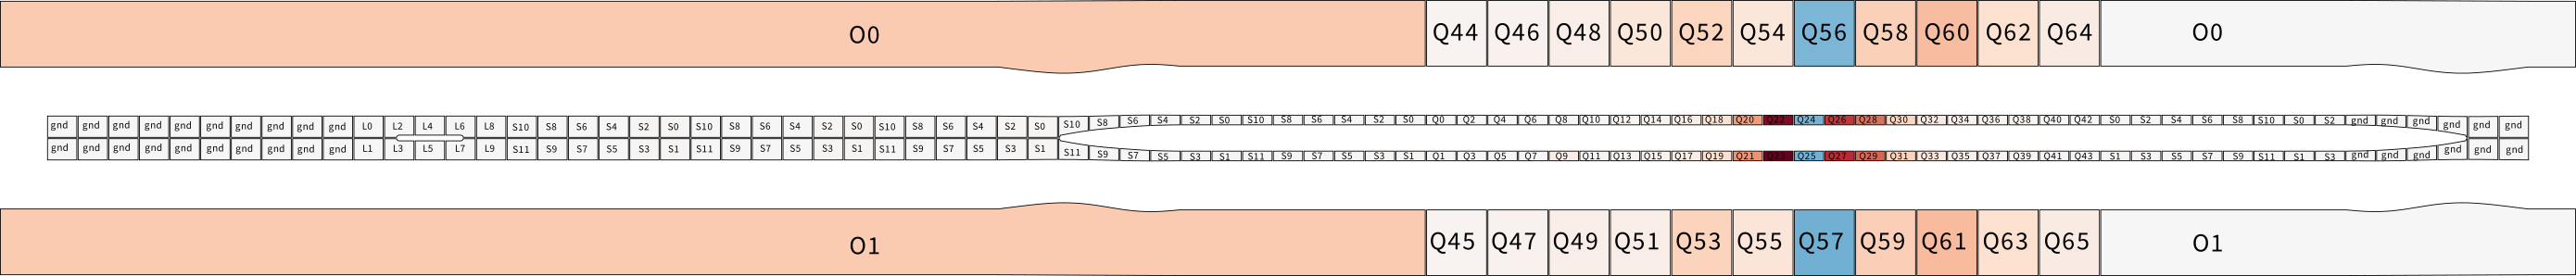 O0 Q44 Q46 Q48 Q50 Q52 Q54 Q56 Q58 Q60 Q62 Q64 O0
gnd gnd gnd gnd gnd gnd gnd gnd gnd gnd L0 L2 L4 L6 L8 S10 S8 S6 S4 S2 S0 S10 S8 S6 S4 S2 S0 S10 S8 S6 S4 S2 S0 S10 S8 S6 S4 S2 S0 S10 S8 S6 S4 S2 S0 Q0 Q2 Q4 Q6 Q8 Q10 Q12 Q14 Q16 Q18 Q20 Q22 Q24 Q26 Q28 Q30 Q32 Q34 Q36 Q38 Q40 Q42 S0 S2 S4 S6 S8 S10 S0 S2 gnd gnd gnd gnd gnd gnd
gnd gnd gnd gnd gnd gnd gnd gnd gnd gnd L1 L3 L5 L7 L9 S11 S9 S7 S5 S3 S1 S11 S9 S7 S5 S3 S1 S11 S9 S7 S5 S3 S1 S11 S9 S7 S5 S3 S1 S11 S9 S7 S5 S3 S1 Q1 Q3 Q5 Q7 Q9 Q11 Q13 Q15 Q17 Q19 Q21 Q23 Q25 Q27 Q29 Q31 Q33 Q35 Q37 Q39 Q41 Q43 S1 S3 S5 S7 S9 S11 S1 S3 gnd gnd gnd gnd gnd gnd
O1 Q45 Q47 Q49 Q51 Q53 Q55 Q57 Q59 Q61 Q63 Q65 O1